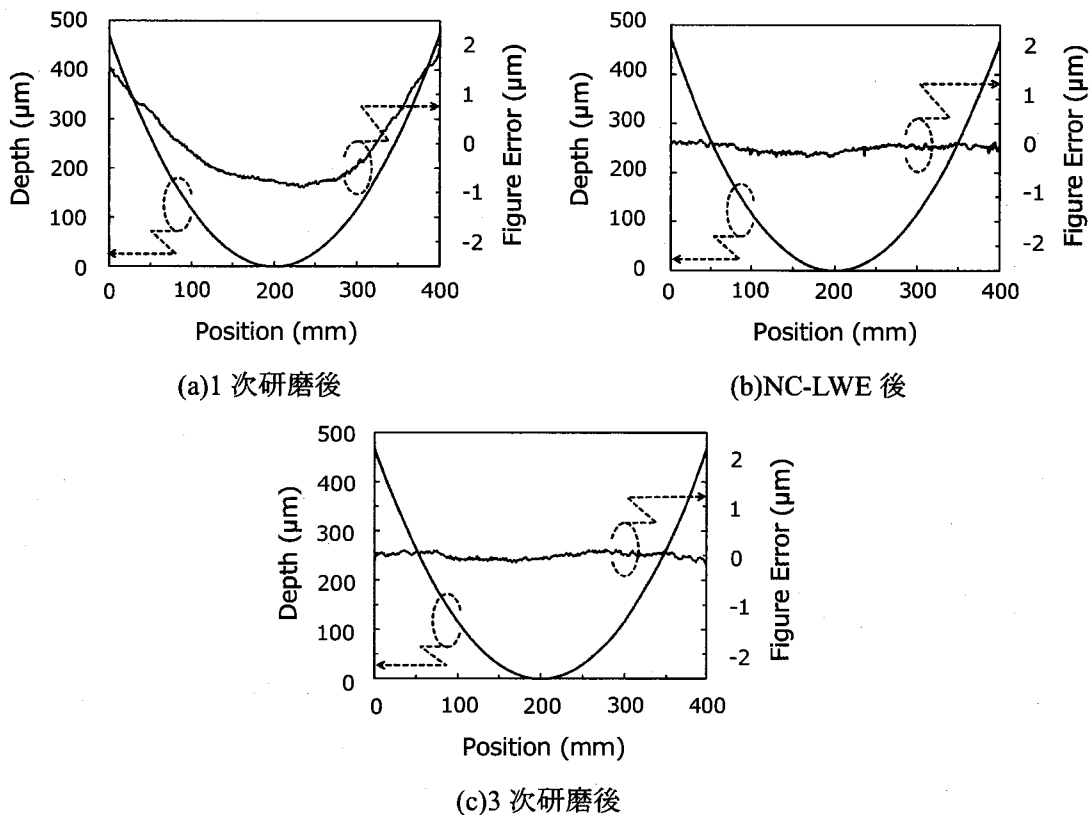 500
400
300
200
100
0
Depth (µm)
2
1
0
-1
-2
Figure Error (µm)
0 100 200 300 400
Position (mm)
(a)1 次研磨後
500
400
300
200
100
0
Depth (µm)
2
1
0
-1
-2
Figure Error (µm)
0 100 200 300 400
Position (mm)
(b)NC-LWE 後
500
400
300
200
100
0
Depth (µm)
2
1
0
-1
-2
Figure Error (µm)
0 100 200 300 400
Position (mm)
(c)3 次研磨後